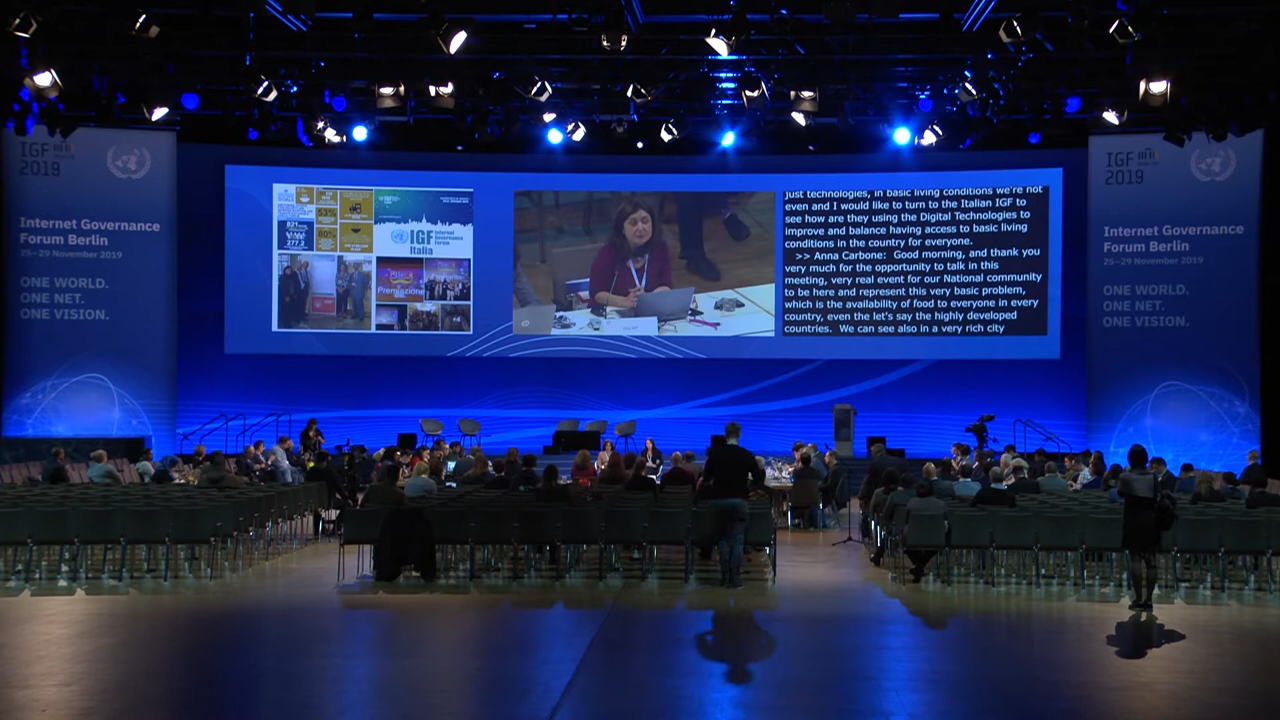 IGF
2019
Internet Governance
Forum Berlin
25–29 November 2019
ONE WORLD.
ONE NET.
ONE VISION.
53%
821
80%
277.2
IGF
Internet
Governance
Forum
Italia
Premiazione
just technologies, in basic living conditions we're not
even and I would like to turn to the Italian IGF to
see how are they using the Digital Technologies to
improve and balance having access to basic living
conditions in the country for everyone.
>> Anna Carbone: Good morning, and thank you
very much for the opportunity to talk in this
meeting, very real event for our National community
to be here and represent this very basic problem,
which is the availability of food to everyone in every
country, even the let's say the highly developed
countries. We can see also in a very rich city
IGF
2019
Internet Governance
Forum Berlin
25–29 November 2019
ONE WORLD.
ONE NET.
ONE VISION.